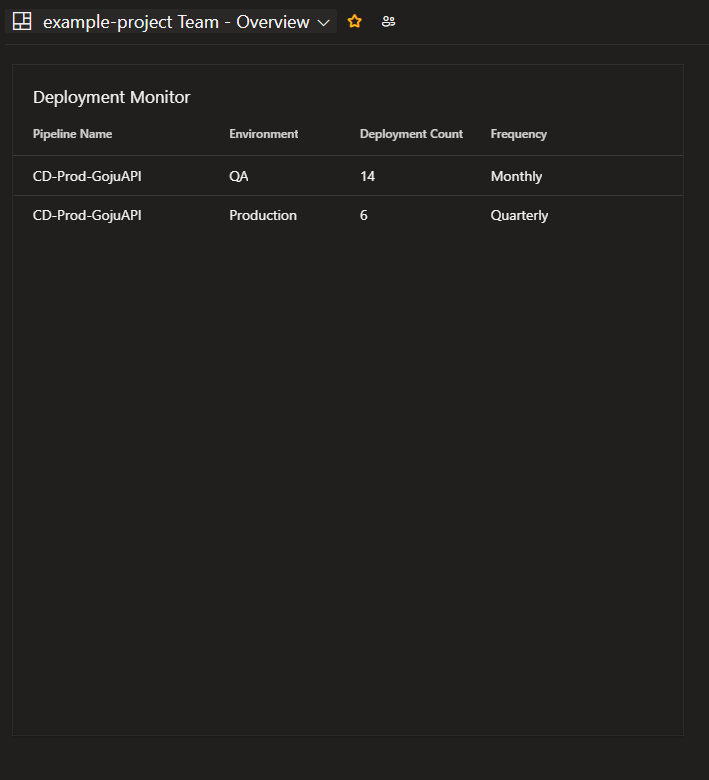 example-project Team - Overview
Deployment Monitor
Pipeline Name Environment Deployment Count Frequency
CD-Prod-GojuAPI QA 14 Monthly
CD-Prod-GojuAPI Production 6 Quarterly